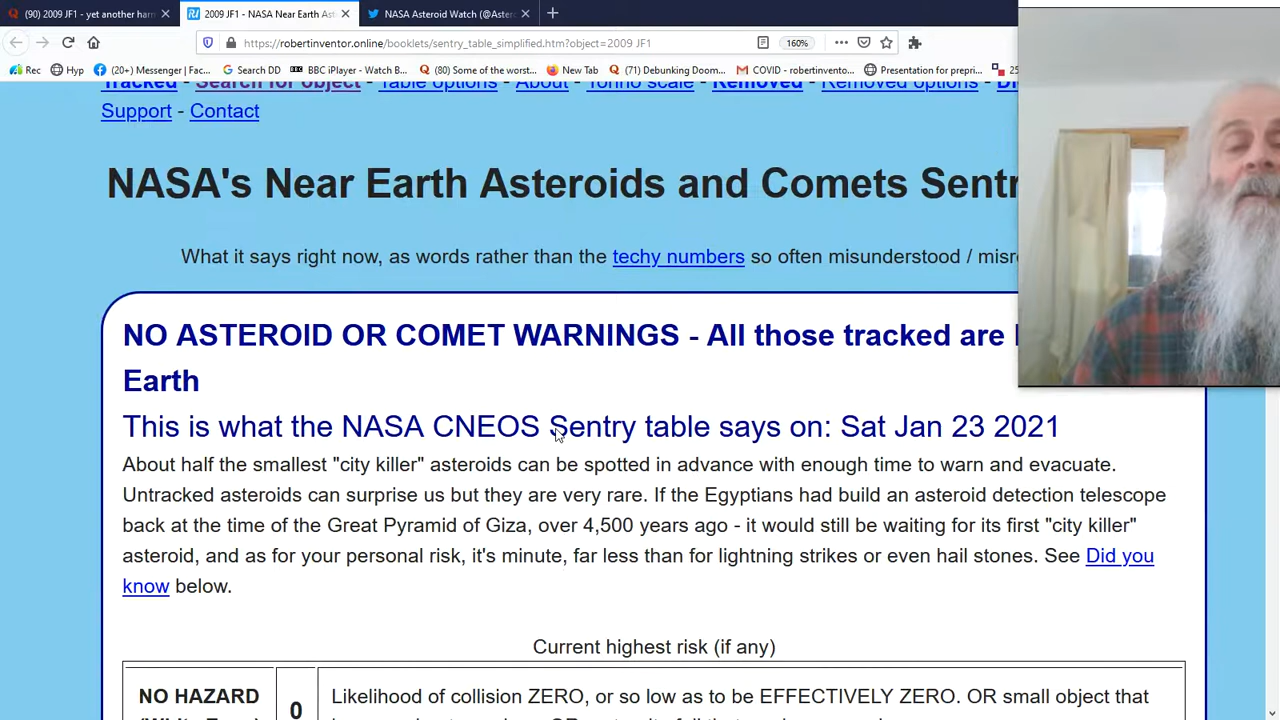 (90) 2009 JF1 - yet another harm
2009 JF1 - NASA Near Earth Ast
NASA Asteroid Watch (@Astero
https://robertinventor.online/booklets/sentry_table_simplified.htm?object=2009 JF1
160%
Rec Hyp (20+) Messenger | Fac... Search DD BBC iPlayer - Watch B... (80) Some of the worst... New Tab (71) Debunking Doom... COVID - robertinvento... Presentation for prepri... 25
Tracked - Search for object - Table options - About - Torino scale - Removed - Removed options -
Support - Contact
NASA's Near Earth Asteroids and Comets Sentr
What it says right now, as words rather than the techy numbers so often misunderstood / misre
NO ASTEROID OR COMET WARNINGS - All those tracked are
Earth
This is what the NASA CNEOS Sentry table says on: Sat Jan 23 2021
About half the smallest "city killer" asteroids can be spotted in advance with enough time to warn and evacuate.
Untracked asteroids can surprise us but they are very rare. If the Egyptians had build an asteroid detection telescope
back at the time of the Great Pyramid of Giza, over 4,500 years ago - it would still be waiting for its first "city killer"
asteroid, and as for your personal risk, it's minute, far less than for lightning strikes or even hail stones. See Did you
know below.
Current highest risk (if any)
NO HAZARD 0 Likelihood of collision ZERO, or so low as to be EFFECTIVELY ZERO. OR small object that